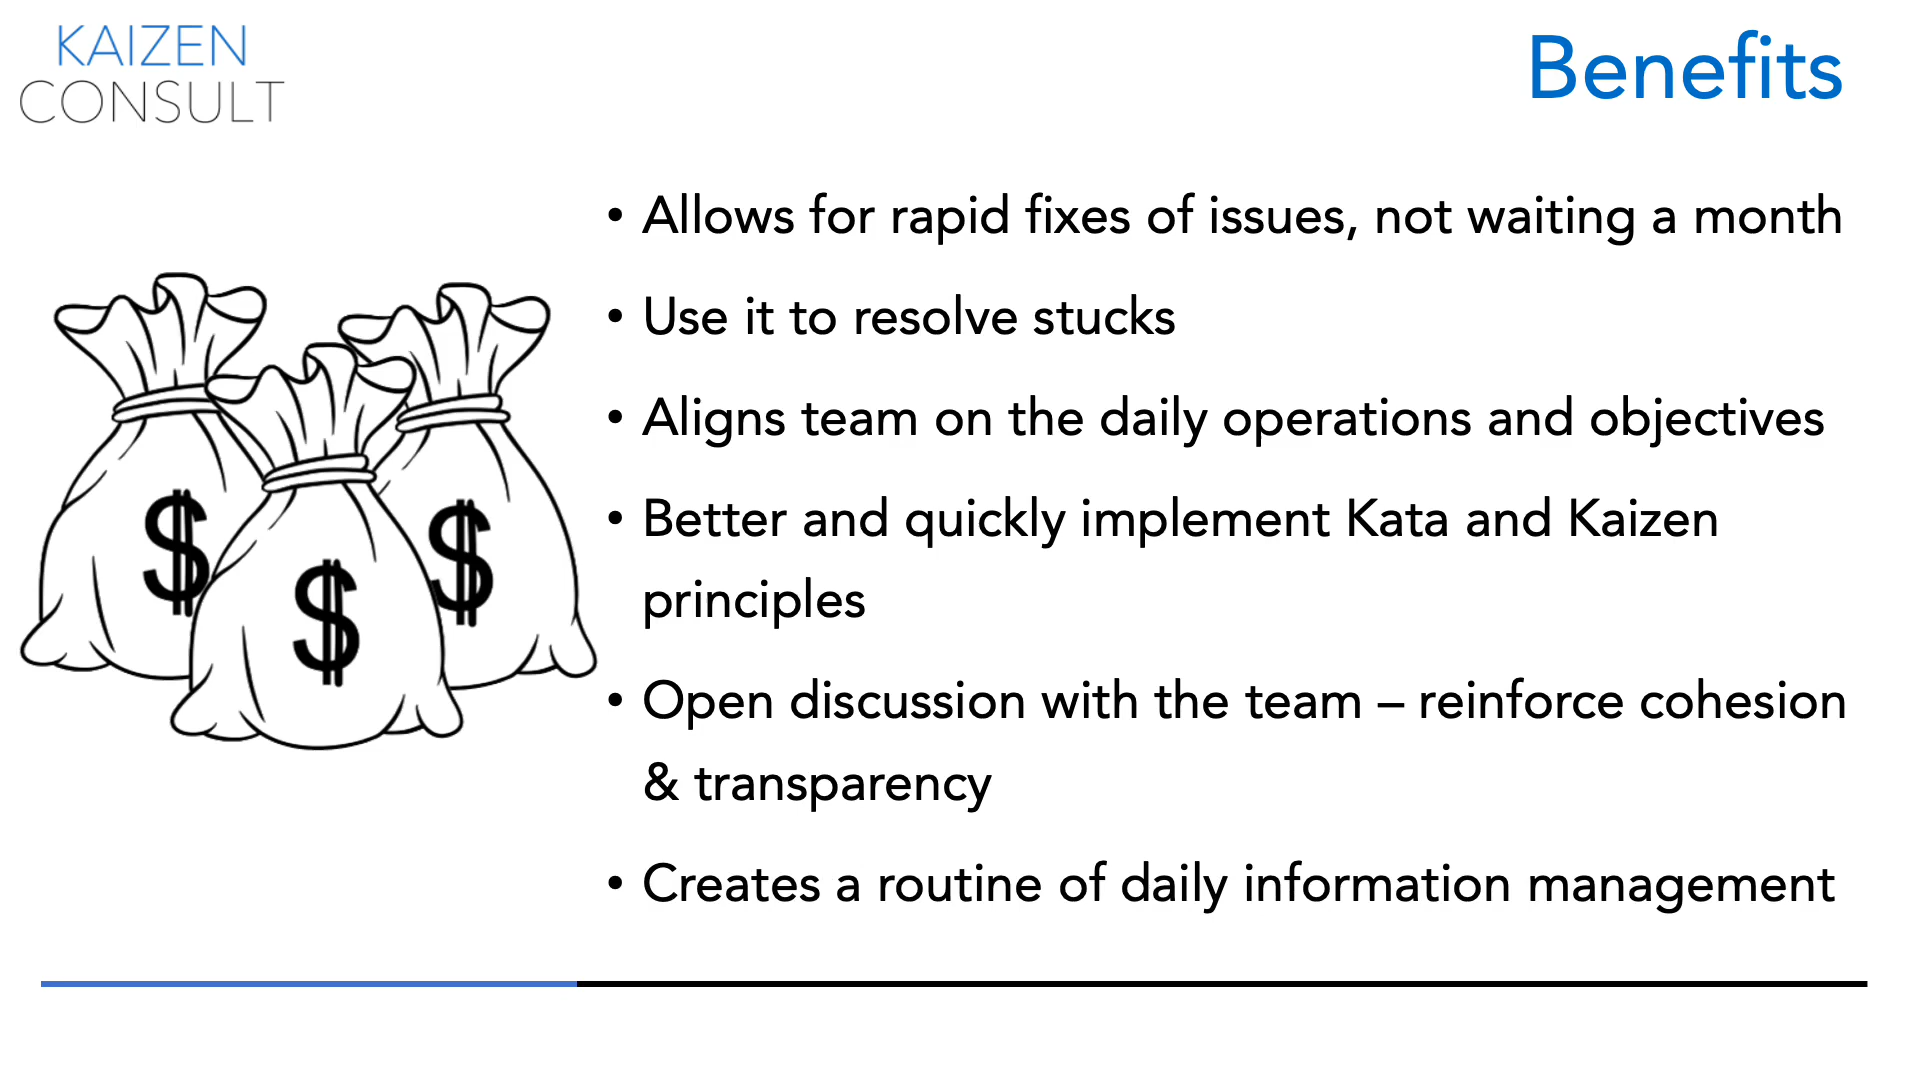 KAIZEN
CONSULT
Benefits
• Allows for rapid fixes of issues, not waiting a month
• Use it to resolve stucks
• Aligns team on the daily operations and objectives
• Better and quickly implement Kata and Kaizen
principles
• Open discussion with the team – reinforce cohesion
& transparency
• Creates a routine of daily information management
$
$
$